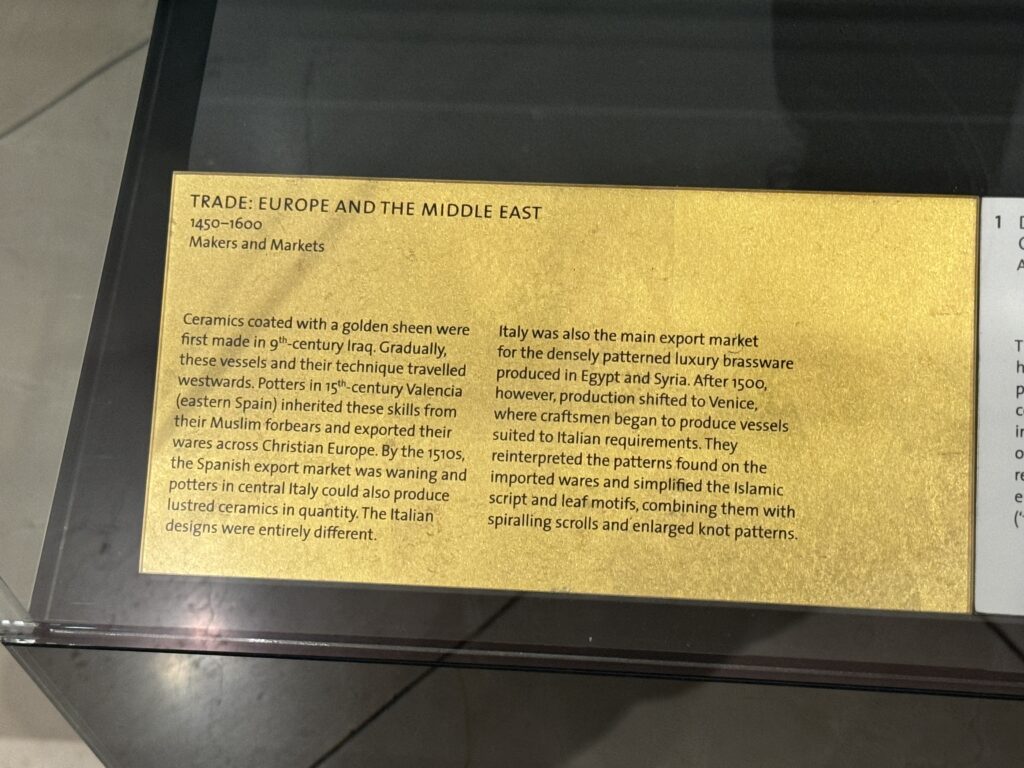 TRADE: EUROPE AND THE MIDDLE EAST
1450–1600
Makers and Markets
Ceramics coated with a golden sheen were
first made in 9th-century Iraq. Gradually,
these vessels and their technique travelled
westwards. Potters in 15th-century Valencia
(eastern Spain) inherited these skills from
their Muslim forbears and exported their
wares across Christian Europe. By the 1510s,
the Spanish export market was waning and
potters in central Italy could also produce
lustred ceramics in quantity. The Italian
designs were entirely different.
Italy was also the main export market
for the densely patterned luxury brassware
produced in Egypt and Syria. After 1500,
however, production shifted to Venice,
where craftsmen began to produce vessels
suited to Italian requirements. They
reinterpreted the patterns found on the
imported wares and simplified the Islamic
script and leaf motifs, combining them with
spiralling scrolls and enlarged knot patterns.
1